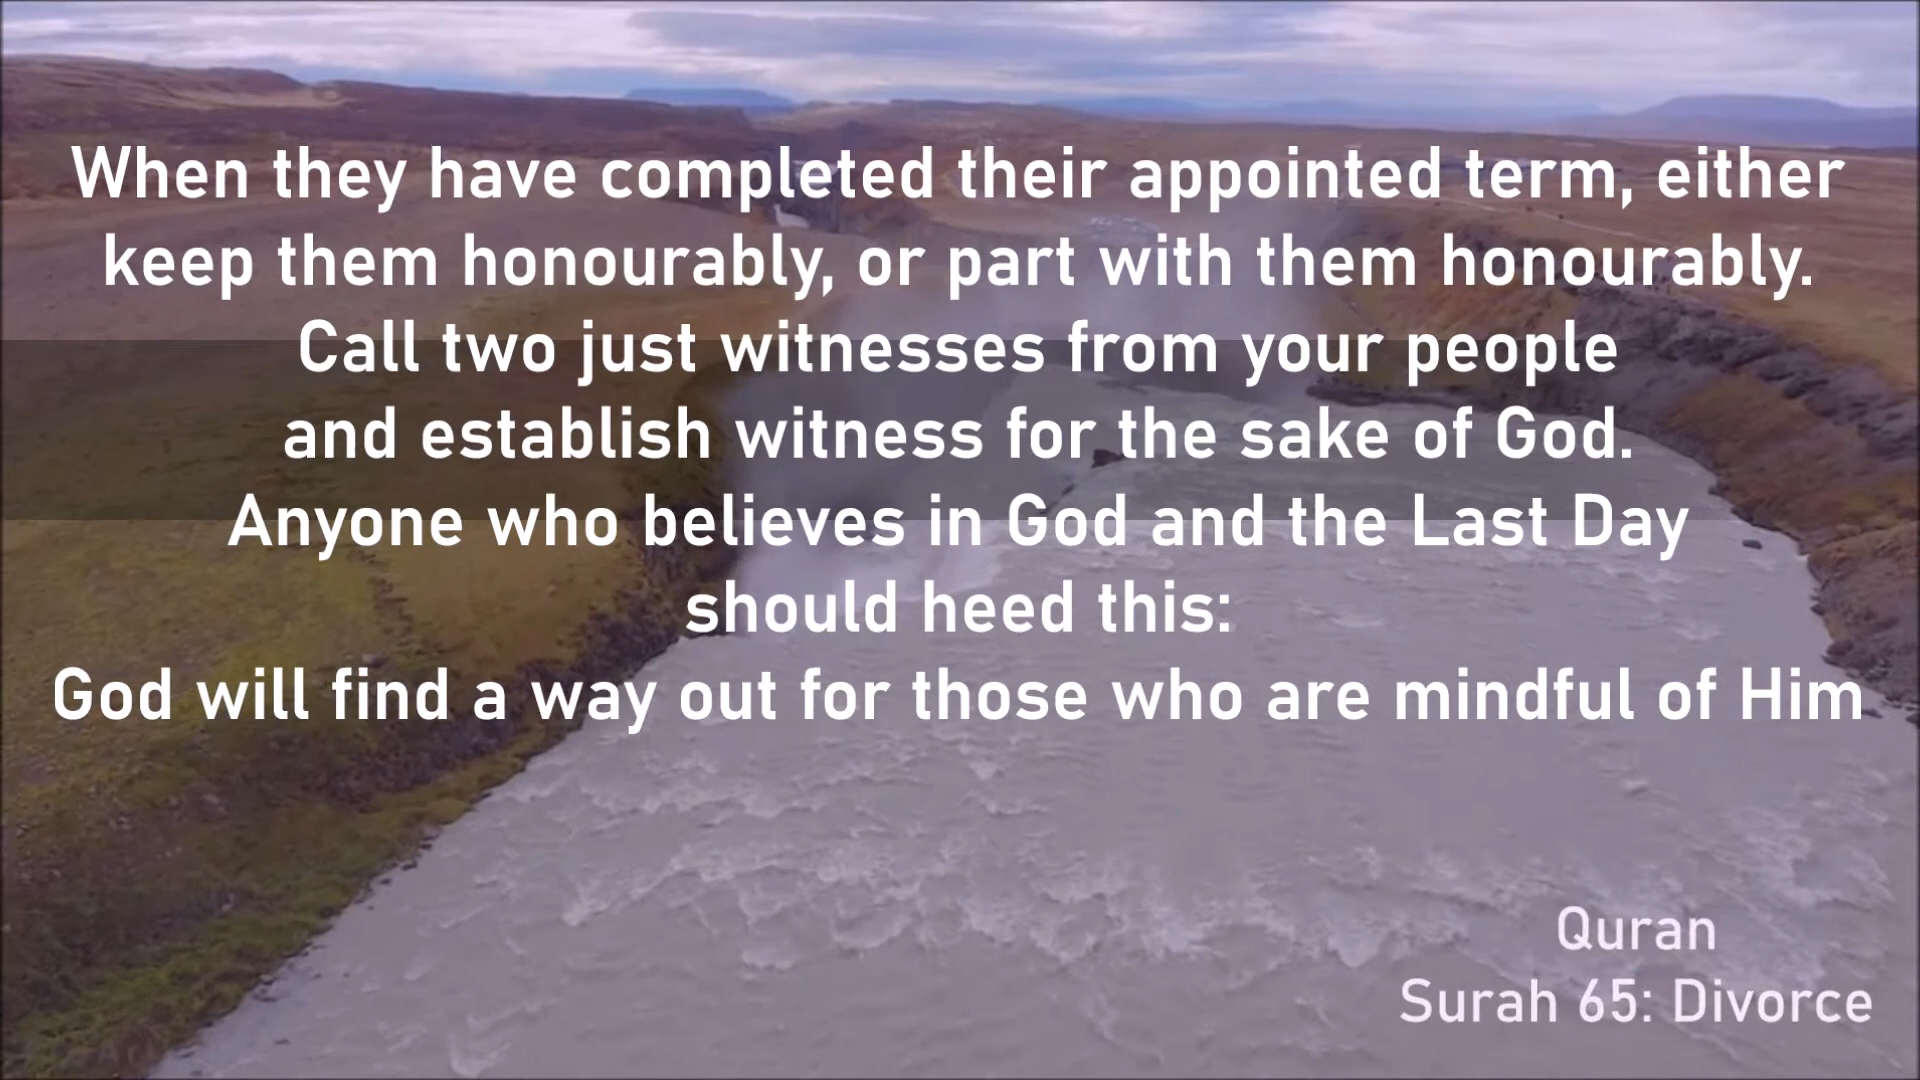 When they have completed their appointed term, either
keep them honourably, or part with them honourably.
Call two just witnesses from your people
and establish witness for the sake of God.
Anyone who believes in God and the Last Day
should heed this:
God will find a way out for those who are mindful of Him
Quran
Surah 65: Divorce